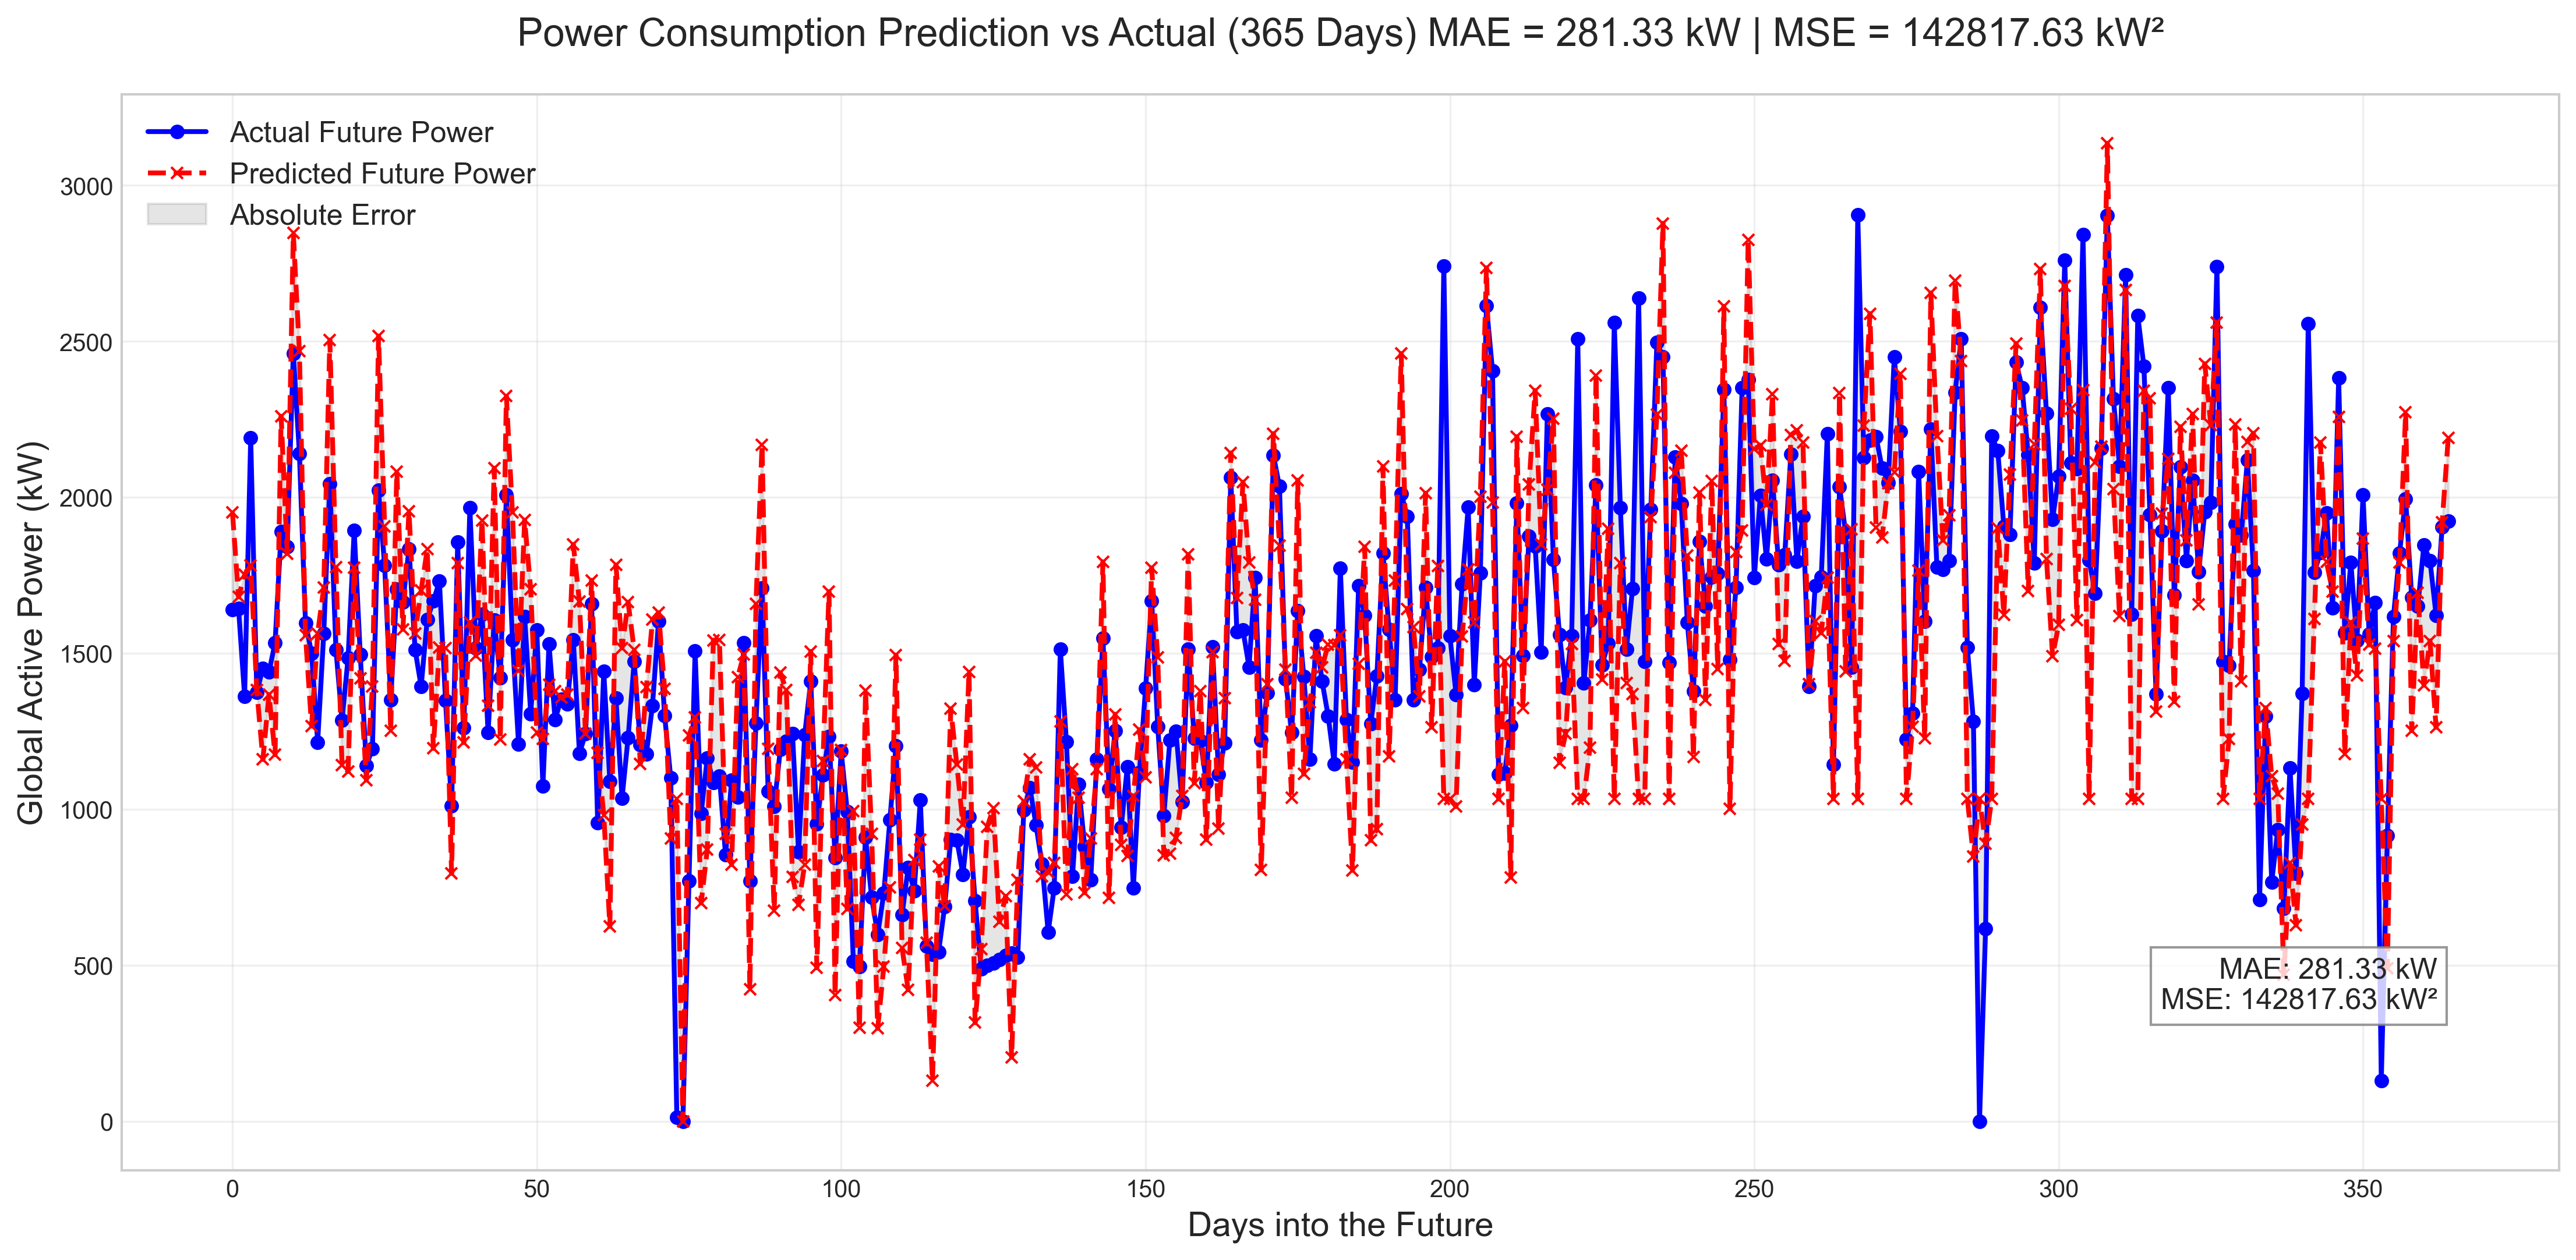 Power Consumption Prediction vs Actual (365 Days) MAE = 281.33 kW | MSE = 142817.63 kW²
Actual Future Power
Predicted Future Power
Absolute Error
Global Active Power (kW)
3000
2500
2000
1500
1000
500
0
MAE: 281.33 kW
MSE: 142817.63 kW²
0 50 100 150 200 250 300 350
Days into the Future